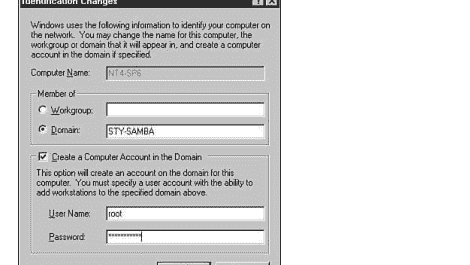 Identification Changes
Windows uses the following information to identify your computer on
the network. You may change the name for this computer, the
workgroup or domain that it will appear in, and create a computer
account in the domain if specified.
Computer Name: NT4-SP6
Member of
Workgroup:
Domain: STY-SAMBA
Create a Computer Account in the Domain
This option will create an account on the domain for this
computer. You must specify a user account with the ability to
add workstations to the specified domain above.
User Name: root
Password: ***********